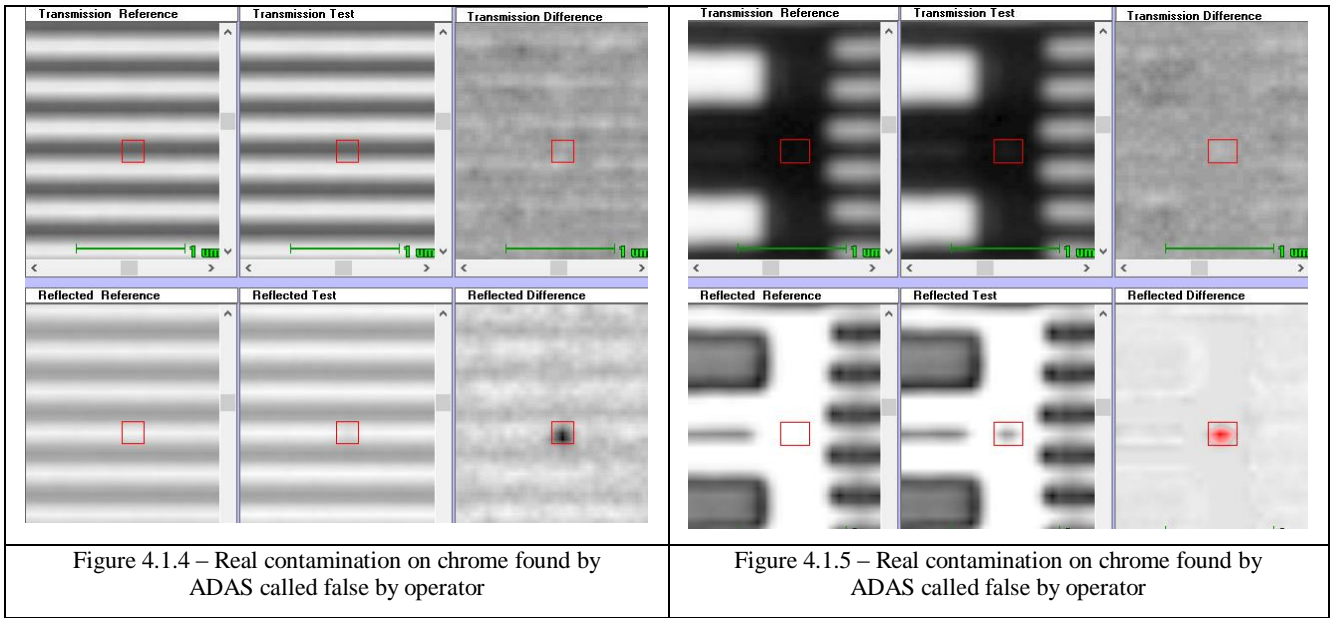 Transmission Reference
Transmission Test
Transmission Difference
1 um
1 um
1 um
Reflected Reference
Reflected Test
Reflected Difference
Figure 4.1.4 – Real contamination on chrome found by
ADAS called false by operator
Transmission Reference
Transmission Test
Transmission Difference
1 um
1 um
1 um
Reflected Reference
Reflected Test
Reflected Difference
Figure 4.1.5 – Real contamination on chrome found by
ADAS called false by operator